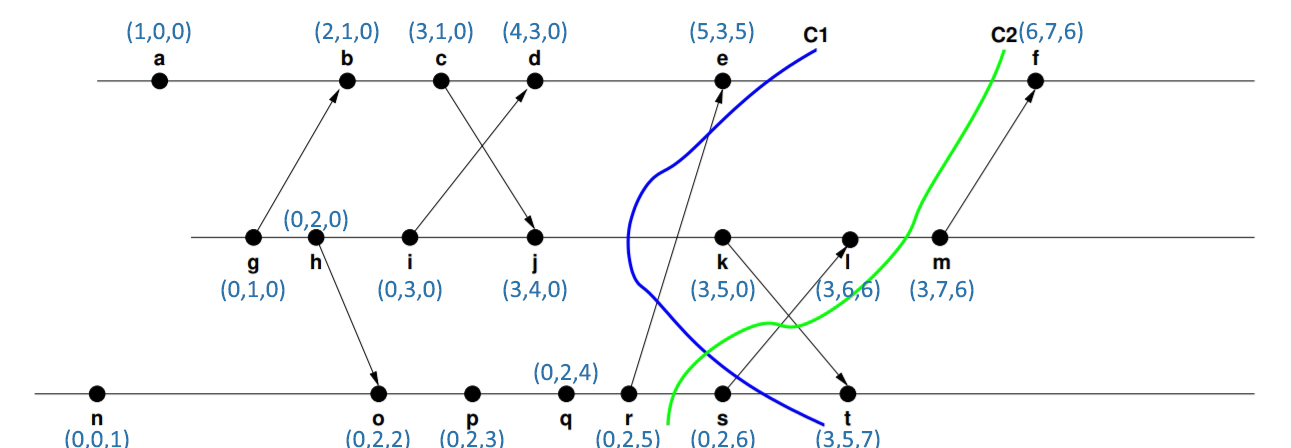 (1,0,0) (2,1,0) (3,1,0) (4,3,0) (5,3,5) C1 C2 (6,7,6)
a b c d e f
(0,2,0)
g h i j k l m
(0,1,0) (0,3,0) (3,4,0) (3,5,0) (3,6,6) (3,7,6)
(0,2,4)
n o p q r s t
(0,0,1) (0,2,2) (0,2,3) (0,2,5) (0,2,6) (3,5,7)